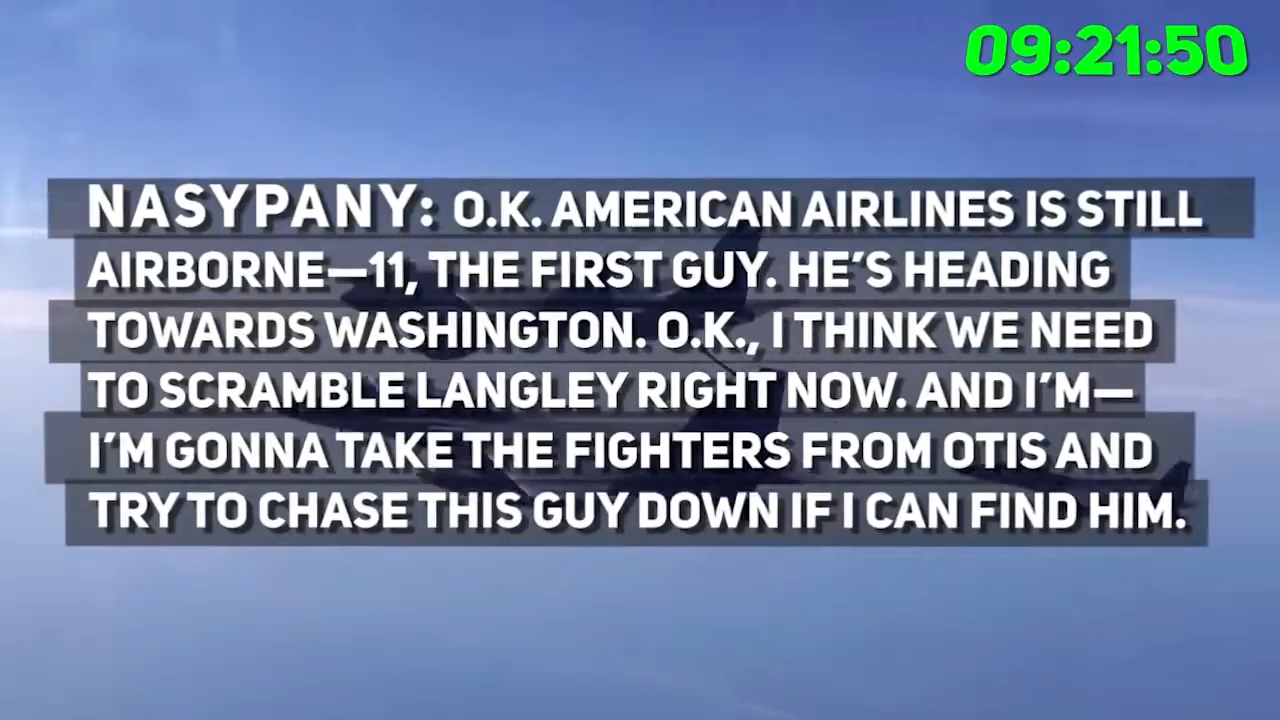 09:21:50
NASYPANY: O.K. AMERICAN AIRLINES IS STILL
AIRBORNE—11, THE FIRST GUY. HE'S HEADING
TOWARDS WASHINGTON. O.K., I THINK WE NEED
TO SCRAMBLE LANGLEY RIGHT NOW. AND I'M—
I'M GONNA TAKE THE FIGHTERS FROM OTIS AND
TRY TO CHASE THIS GUY DOWN IF I CAN FIND HIM.